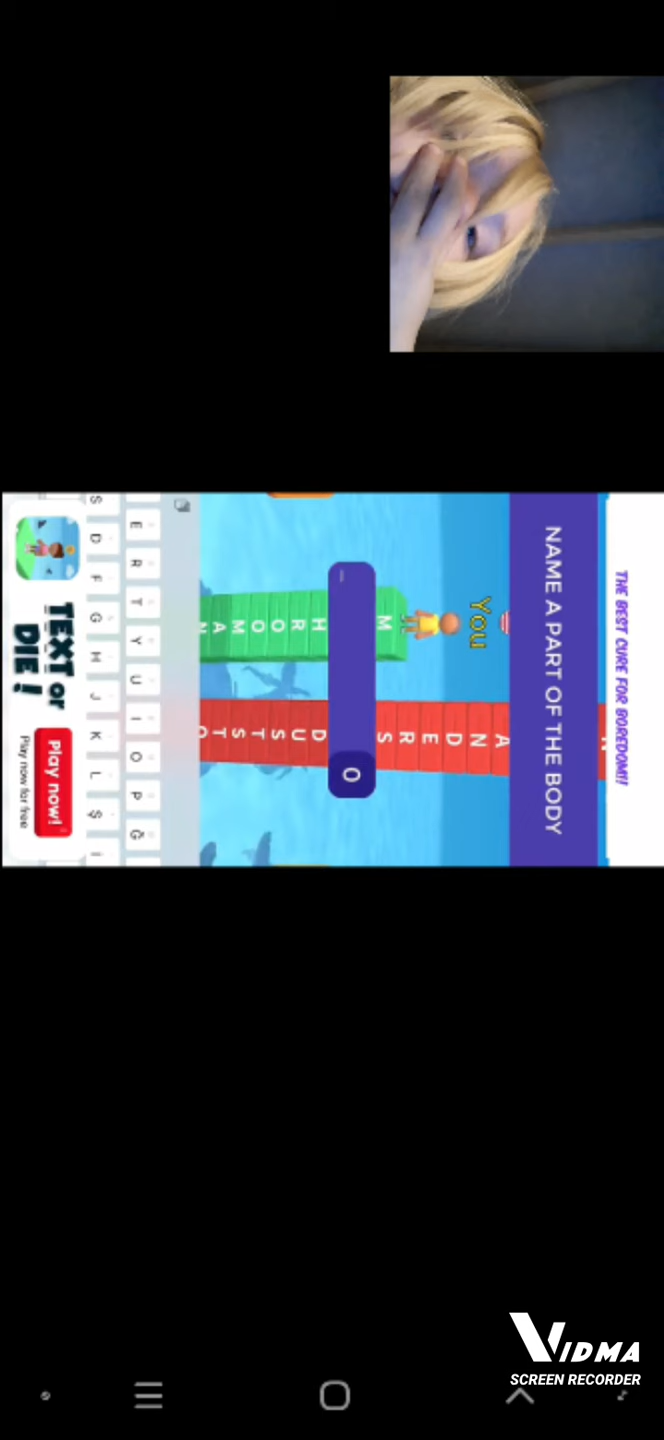 THE BEST CURE FOR BOREDOM!!
NAME A PART OF THE BODY
You
A
N
D
E
R
S
M
O
H
R
O
O
M
A
N
D
U
S
T
S
T
O
E R T Y U I O P Ğ
S D F G H J K L Ş İ
TEXT or
DIE!
Play now!
Play now for free
VIDMA
SCREEN RECORDER